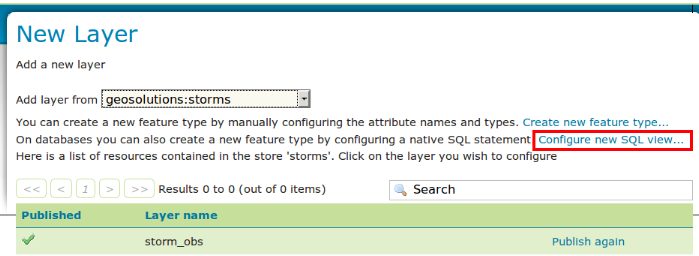 New Layer
Add a new layer
Add layer from geosolutions:storms
You can create a new feature type by manually configuring the attribute names and types. Create new feature type...
On databases you can also create a new feature type by configuring a native SQL statement Configure new SQL view...
Here is a list of resources contained in the store 'storms'. Click on the layer you wish to configure
<< < 1 > >> Results 0 to 0 (out of 0 items) Search
Published Layer name
storm_obs Publish again